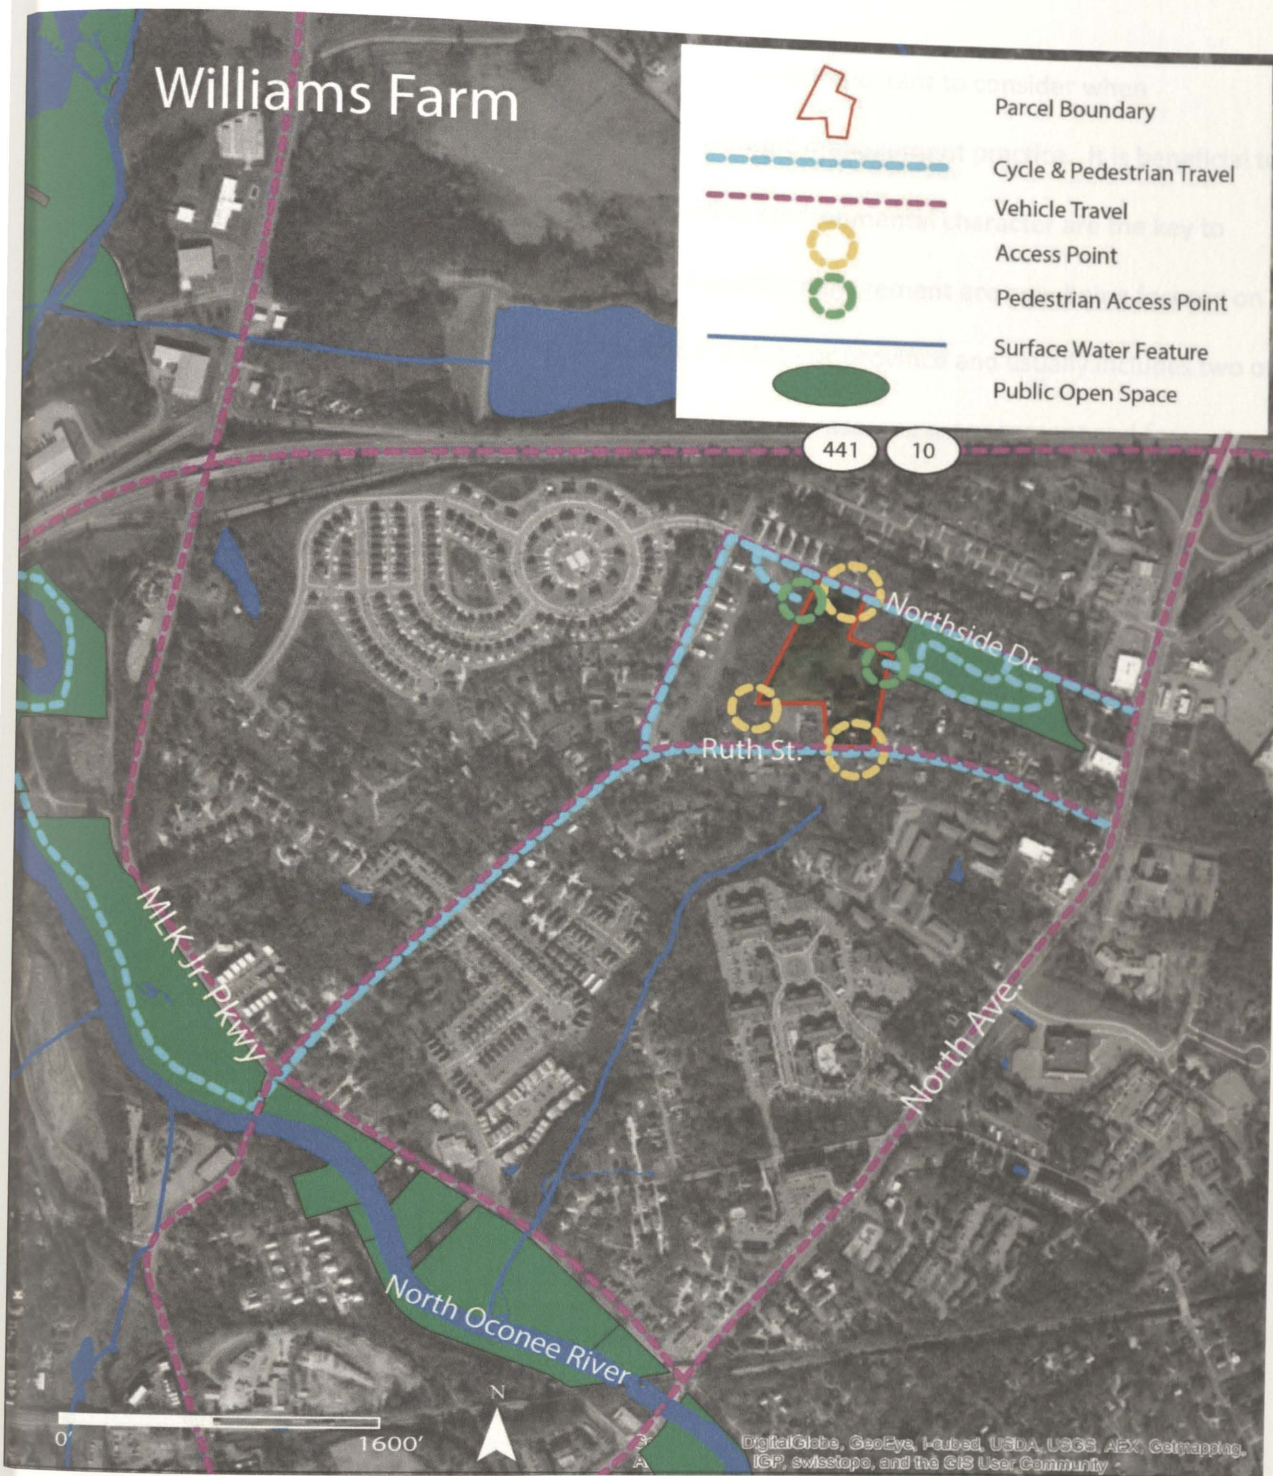 Williams Farm
Parcel Boundary
Cycle & Pedestrian Travel
Vehicle Travel
Access Point
Pedestrian Access Point
Surface Water Feature
Public Open Space
441
10
Northside Dr.
Ruth St.
MLK Jr. Pkwy
North Ave.
North Oconee River
N
0'
1600'
DigitalGlobe, GeoEye, i-cubed, USDA, USGS, AEX, Getmapping,
IGP, swisstopo, and the GIS User Community